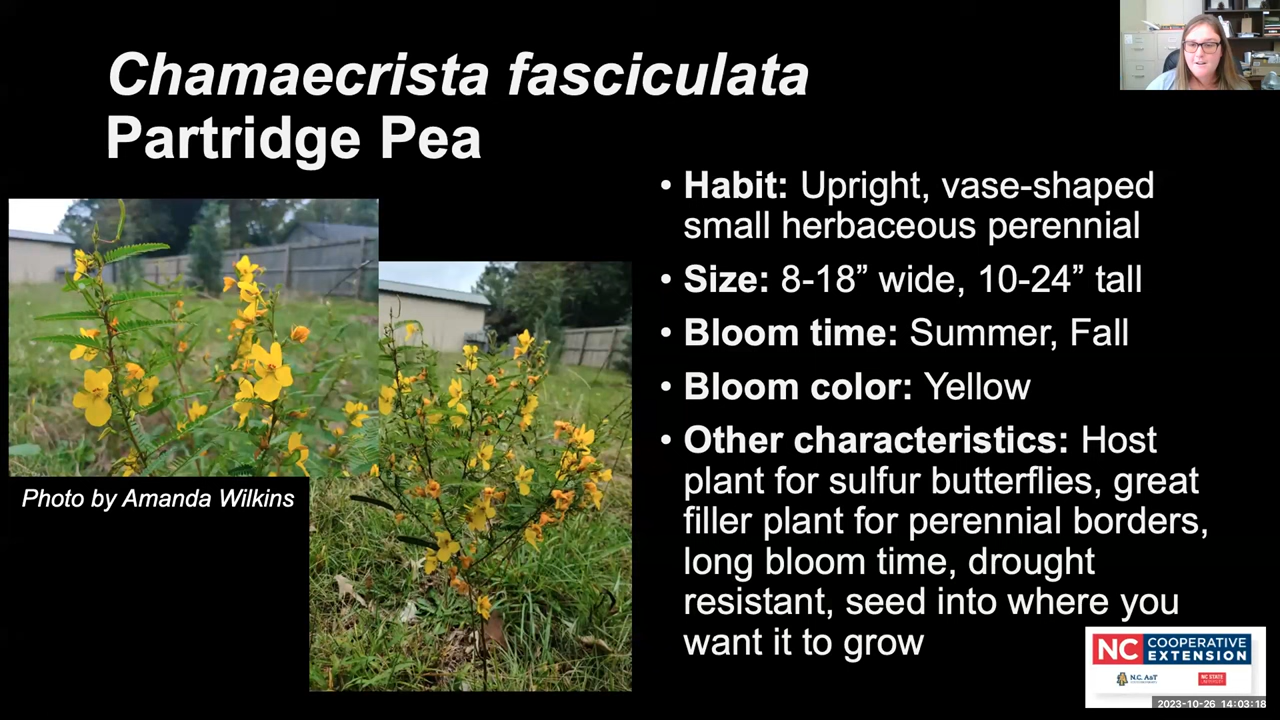 Chamaecrista fasciculata
Partridge Pea
• Habit: Upright, vase-shaped
small herbaceous perennial
• Size: 8-18” wide, 10-24” tall
• Bloom time: Summer, Fall
• Bloom color: Yellow
• Other characteristics: Host
plant for sulfur butterflies, great
filler plant for perennial borders,
long bloom time, drought
resistant, seed into where you
want it to grow
Photo by Amanda Wilkins
NC COOPERATIVE
EXTENSION
N.C. A&T
NC STATE
2023-10-26 14:03:18